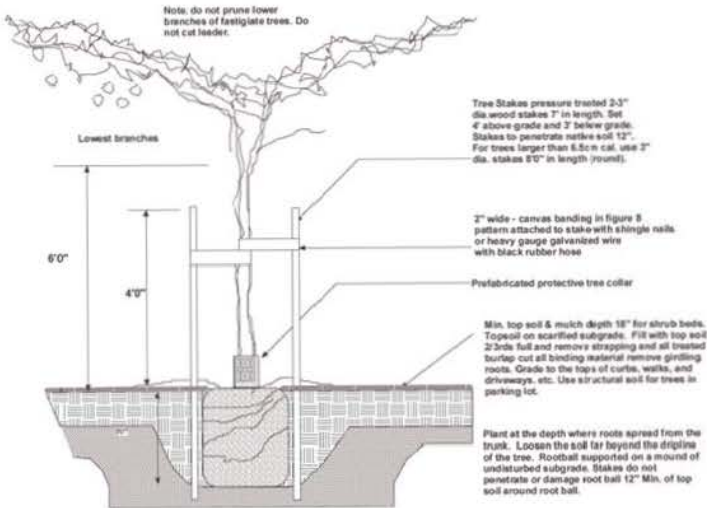 Note. do not prune lower
branches of fastigiate trees. Do
not cut leader.
Tree Stakes pressure treated 2-3"
dia.wood stakes 7' in length. Set
4' above grade and 3' below grade.
Stakes to penetrate native soil 12".
For trees larger than 6.5cm cal. use 3"
dia. stakes 8'0" in length (round).
Lowest branches
2" wide - canvas banding in figure 8
pattern attached to stake with shingle nails
or heavy gauge galvanized wire
with black rubber hose
6'0"
4'0"
Prefabricated protective tree collar
Min. top soil & mulch depth 18" for shrub beds.
Topsoil on scarified subgrade. Fill with top soil
2/3rds full and remove strapping and all treated
burlap cut all binding material remove girdling
roots. Grade to the tops of curbs, walks, and
driveways, etc. Use structural soil for trees in
parking lot.
Plant at the depth where roots spread from the
trunk. Loosen the soil far beyond the dripline
of the tree. Rootball supported on a mound of
undisturbed subgrade. Stakes do not
penetrate or damage root ball 12" Min. of top
soil around root ball.